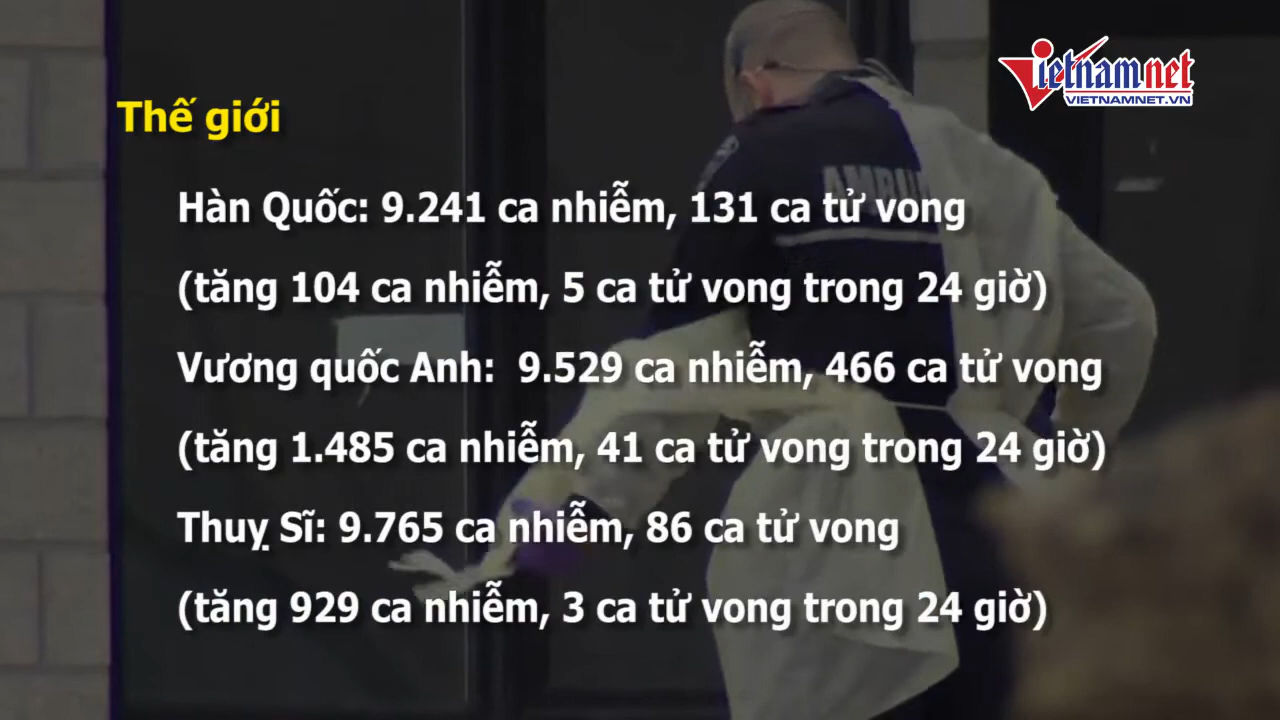 Vietnamnet
VIETNAMNET.VN
Thế giới
Hàn Quốc: 9.241 ca nhiễm, 131 ca tử vong
(tăng 104 ca nhiễm, 5 ca tử vong trong 24 giờ)
Vương quốc Anh: 9.529 ca nhiễm, 466 ca tử vong
(tăng 1.485 ca nhiễm, 41 ca tử vong trong 24 giờ)
Thuỵ Sĩ: 9.765 ca nhiễm, 86 ca tử vong
(tăng 929 ca nhiễm, 3 ca tử vong trong 24 giờ)